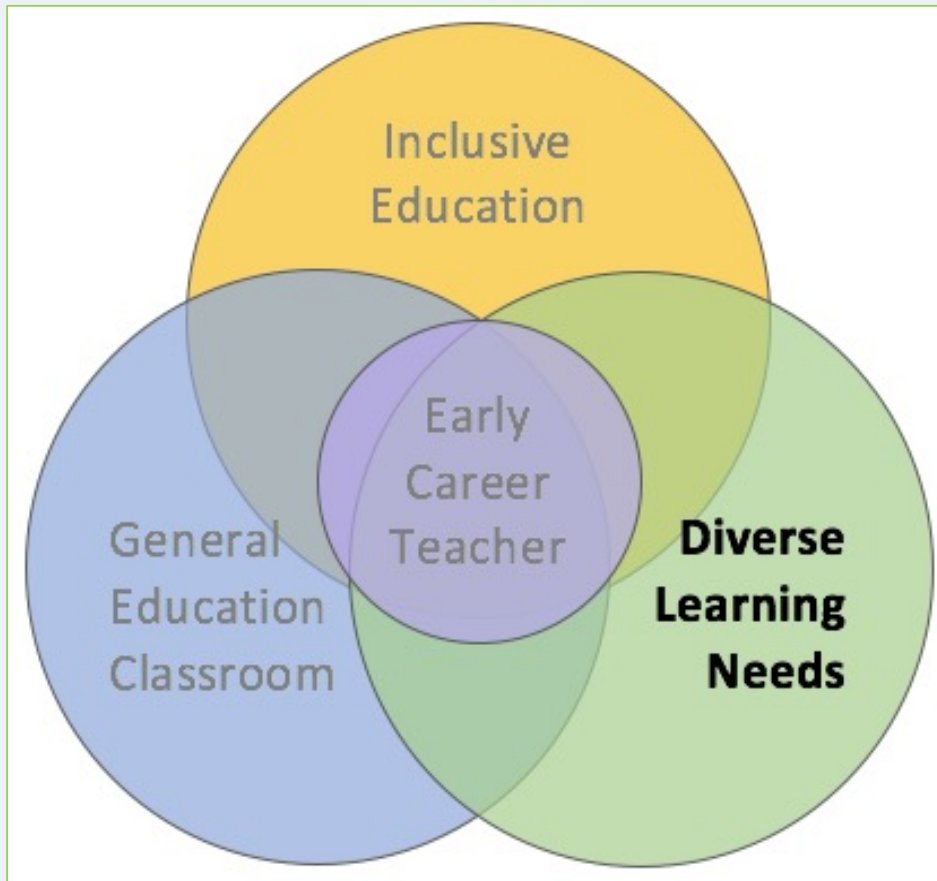 Inclusive
Education
Early
Career
Teacher
General
Education
Classroom
Diverse
Learning
Needs